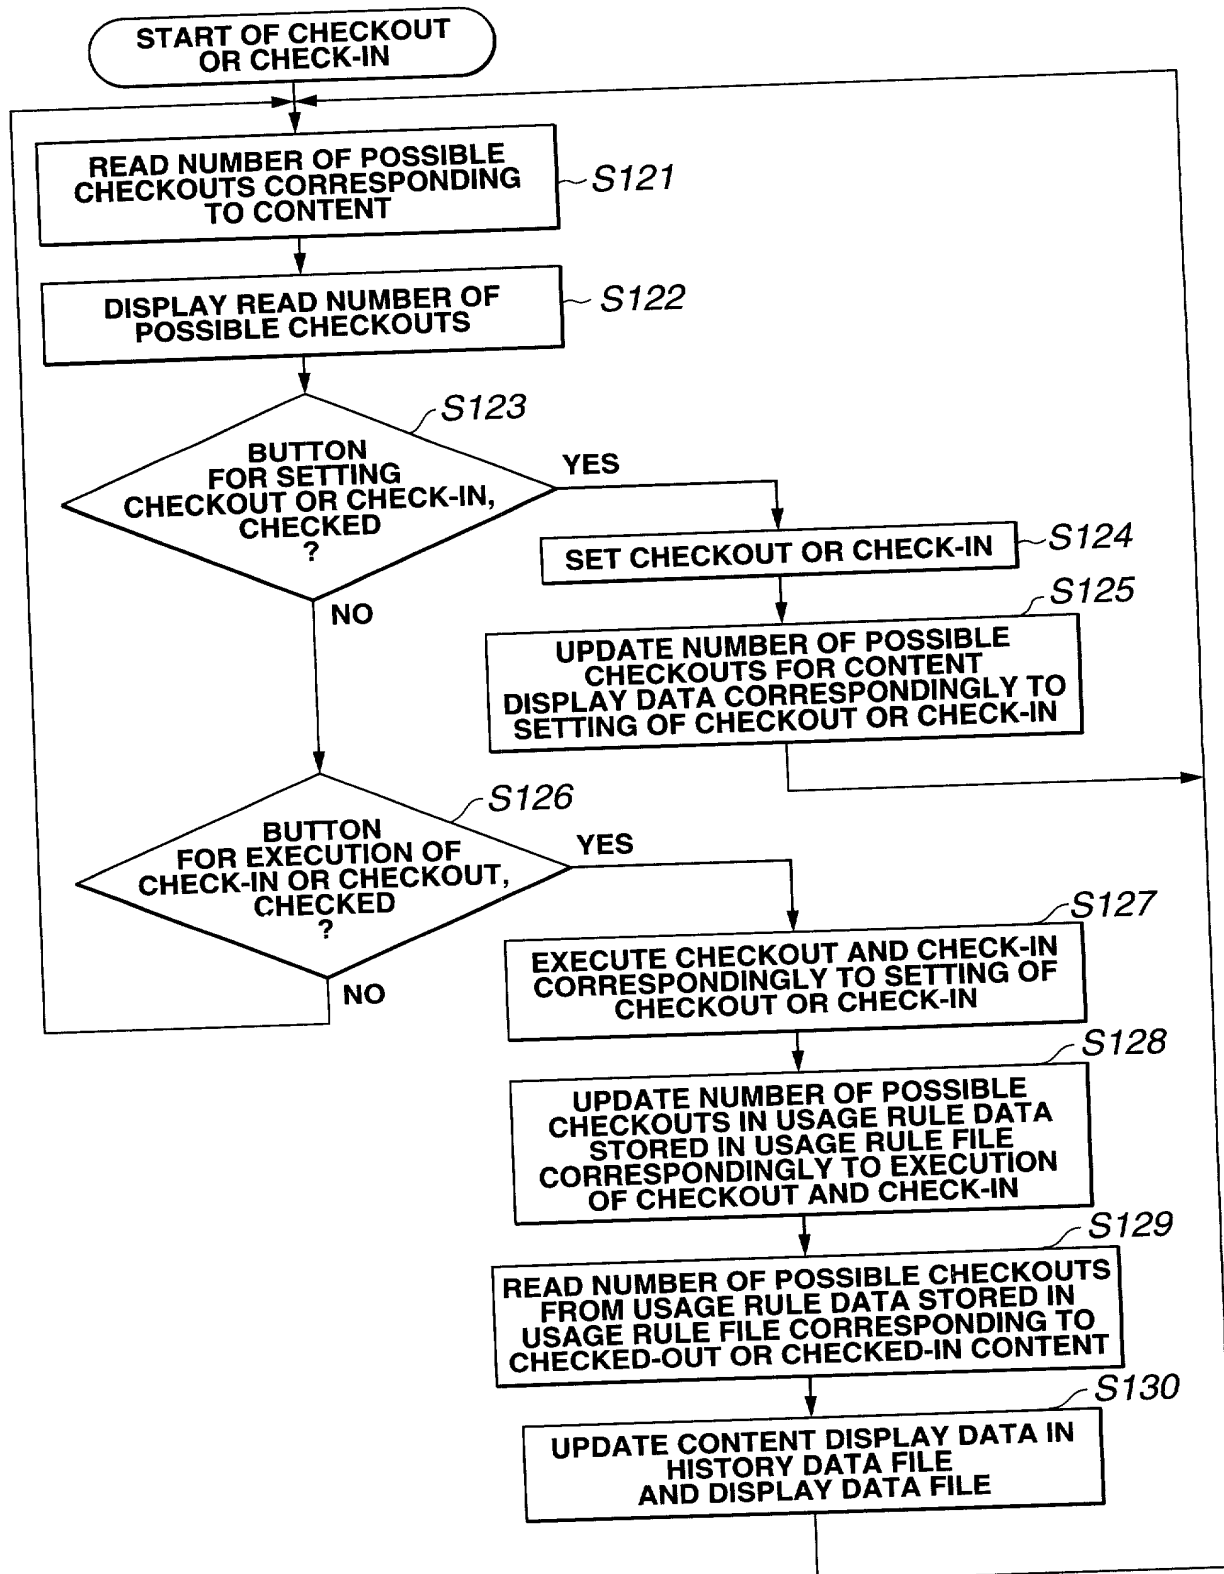 START OF CHECKOUT
OR CHECK-IN
READ NUMBER OF POSSIBLE
CHECKOUTS CORRESPONDING
TO CONTENT
S121
DISPLAY READ NUMBER OF
POSSIBLE CHECKOUTS
S122
S123
BUTTON
FOR SETTING
CHECKOUT OR CHECK-IN,
CHECKED
?
YES
NO
SET CHECKOUT OR CHECK-IN
S124
S125
UPDATE NUMBER OF POSSIBLE
CHECKOUTS FOR CONTENT
DISPLAY DATA CORRESPONDINGLY TO
SETTING OF CHECKOUT OR CHECK-IN
S126
BUTTON
FOR EXECUTION OF
CHECK-IN OR CHECKOUT,
CHECKED
?
YES
NO
S127
EXECUTE CHECKOUT AND CHECK-IN
CORRESPONDINGLY TO SETTING OF
CHECKOUT OR CHECK-IN
S128
UPDATE NUMBER OF POSSIBLE
CHECKOUTS IN USAGE RULE DATA
STORED IN USAGE RULE FILE
CORRESPONDINGLY TO EXECUTION
OF CHECKOUT AND CHECK-IN
S129
READ NUMBER OF POSSIBLE CHECKOUTS
FROM USAGE RULE DATA STORED IN
USAGE RULE FILE CORRESPONDING TO
CHECKED-OUT OR CHECKED-IN CONTENT
S130
UPDATE CONTENT DISPLAY DATA IN
HISTORY DATA FILE
AND DISPLAY DATA FILE